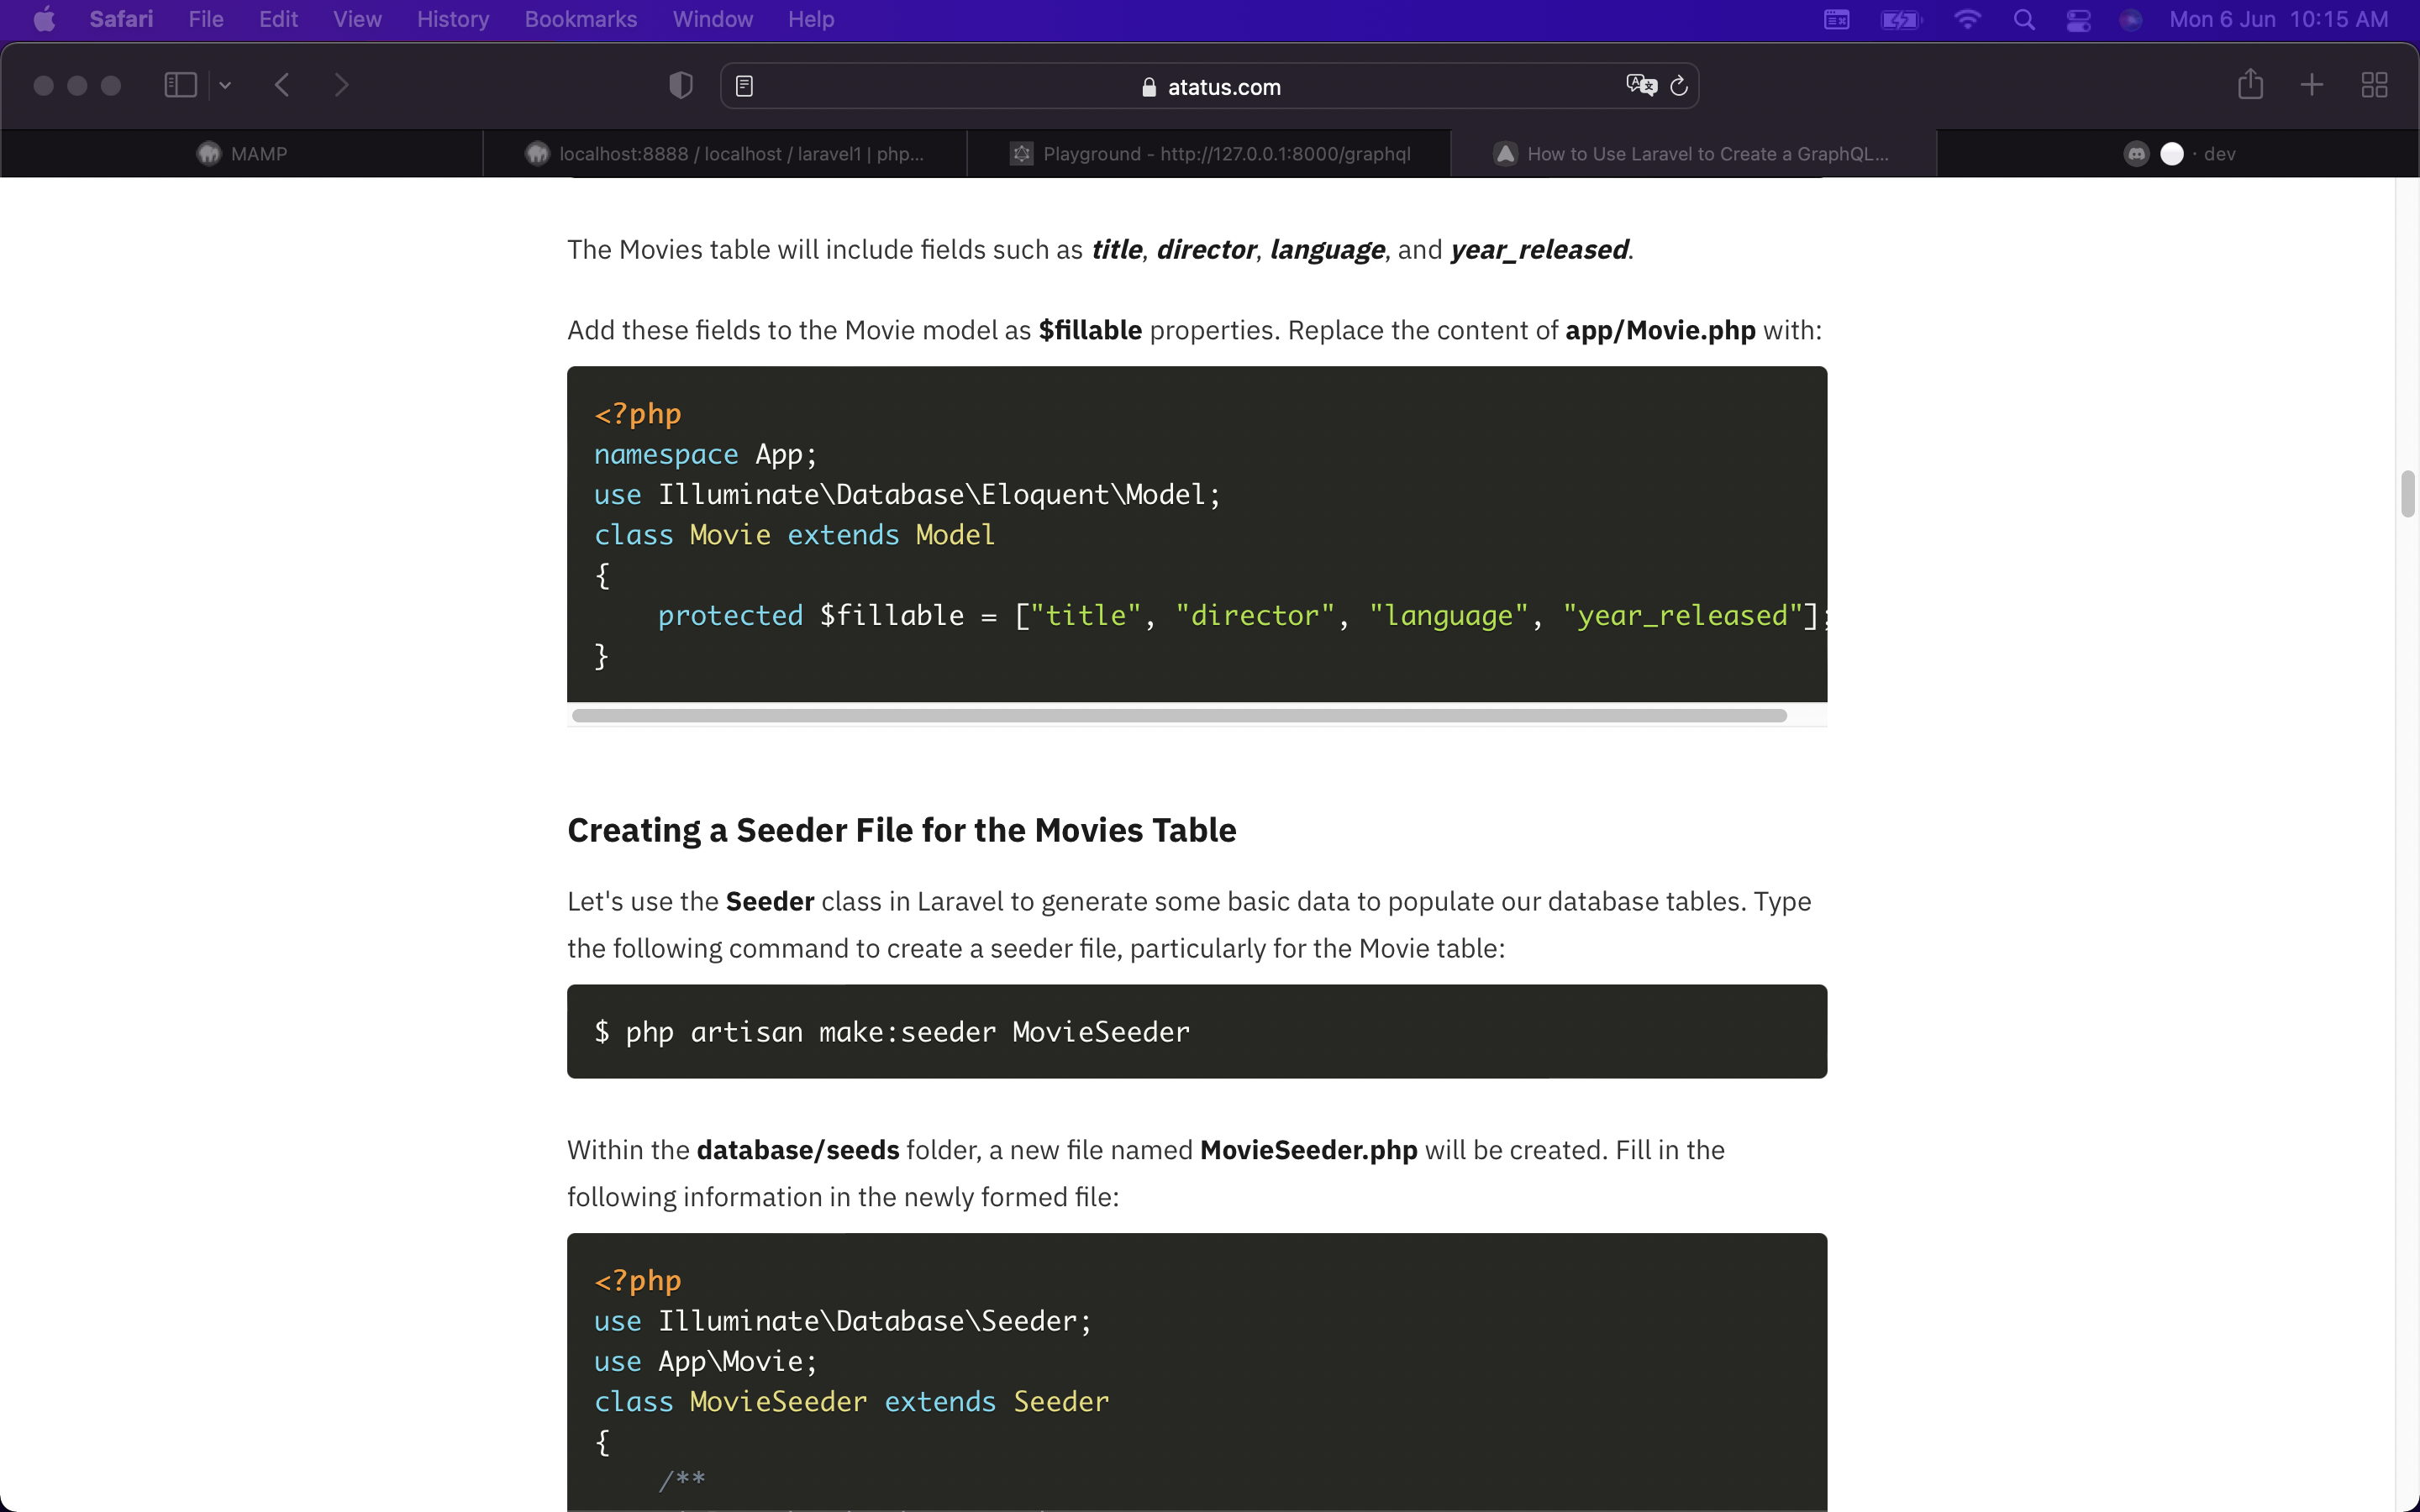 Safari File Edit View History Bookmarks Window Help Mon 6 Jun 10:15 AM
atatus.com
MAMP localhost:8888 / localhost / laravel1 | php... Playground - http://127.0.0.1:8000/graphql How to Use Laravel to Create a GraphQL... · dev
The Movies table will include fields such as title, director, language, and year_released.
Add these fields to the Movie model as $fillable properties. Replace the content of app/Movie.php with:
<?php
namespace App;
use Illuminate\Database\Eloquent\Model;
class Movie extends Model
{
    protected $fillable = ["title", "director", "language", "year_released"];
}
Creating a Seeder File for the Movies Table
Let's use the Seeder class in Laravel to generate some basic data to populate our database tables. Type
the following command to create a seeder file, particularly for the Movie table:
$ php artisan make:seeder MovieSeeder
Within the database/seeds folder, a new file named MovieSeeder.php will be created. Fill in the
following information in the newly formed file:
<?php
use Illuminate\Database\Seeder;
use App\Movie;
class MovieSeeder extends Seeder
{
    /**